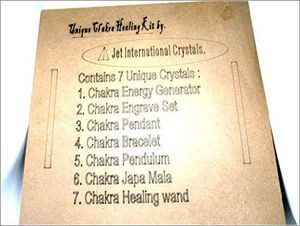 Unique Chakra Healing Kit by.
Jet International Crystals.
Contains 7 Unique Crystals :
1. Chakra Energy Generator
2. Chakra Engrave Set
3. Chakra Pendant
4. Chakra Bracelet
5. Chakra Pendulum
6. Chakra Japa Mala
7. Chakra Healing wand